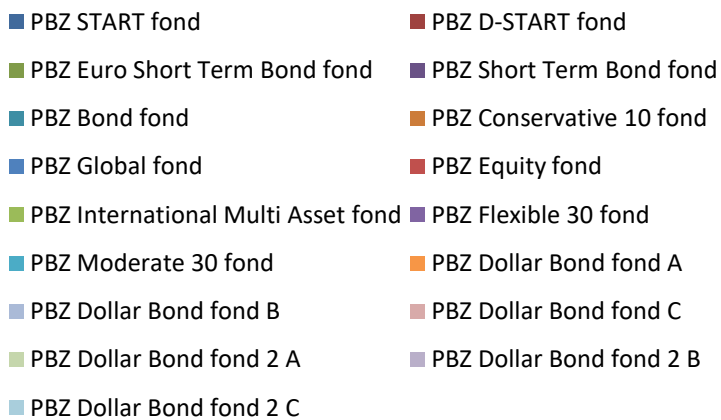 PBZ START fond
PBZ D-START fond
PBZ Euro Short Term Bond fond
PBZ Short Term Bond fond
PBZ Bond fond
PBZ Conservative 10 fond
PBZ Global fond
PBZ Equity fond
PBZ International Multi Asset fond
PBZ Flexible 30 fond
PBZ Moderate 30 fond
PBZ Dollar Bond fond A
PBZ Dollar Bond fond B
PBZ Dollar Bond fond C
PBZ Dollar Bond fond 2 A
PBZ Dollar Bond fond 2 B
PBZ Dollar Bond fond 2 C